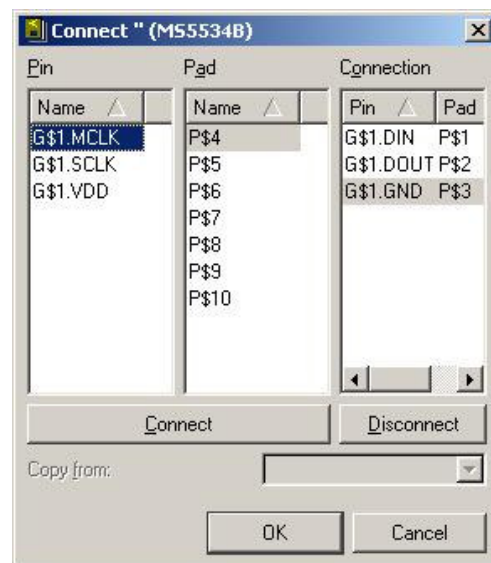 Connect '' (MS5534B)
Pin Pad Connection
Name Name Pin Pad
G$1.MCLK P$4 G$1.DIN P$1
G$1.SCLK P$5 G$1.DOUT P$2
G$1.VDD P$6 G$1.GND P$3
P$7
P$8
P$9
P$10
Connect Disconnect
Copy from:
OK Cancel